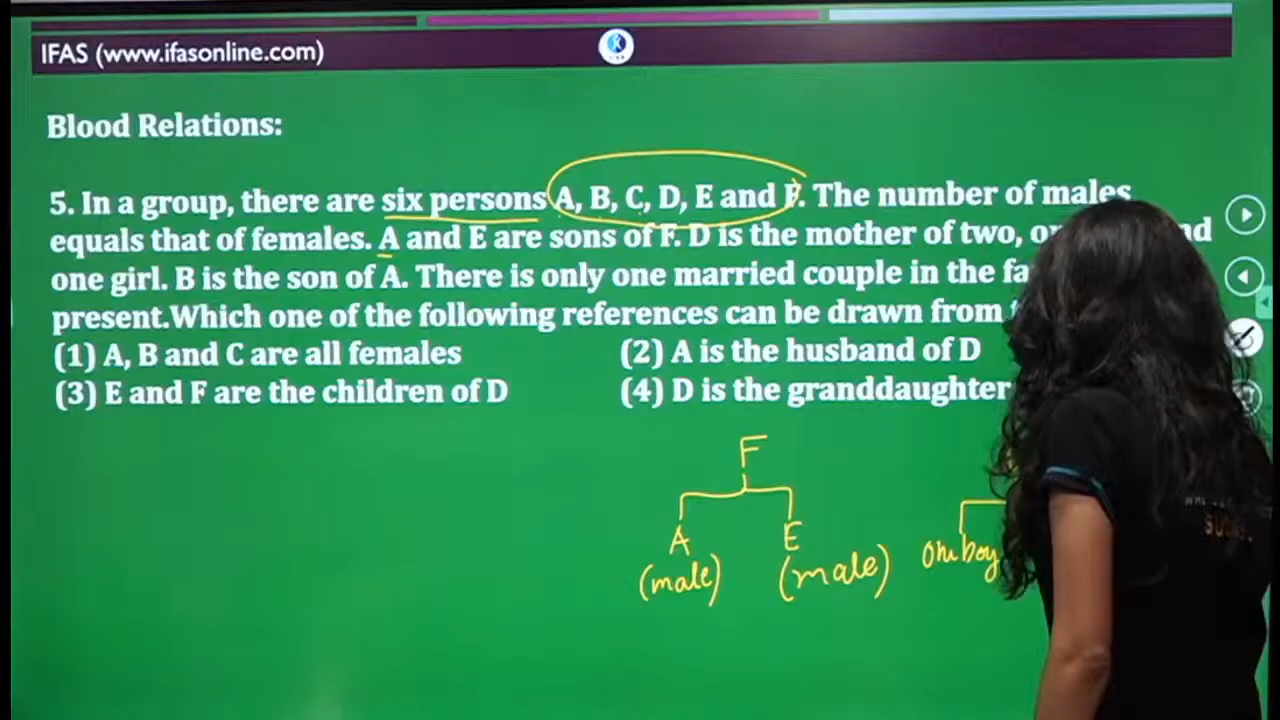 IFAS (www.ifasonline.com)
Blood Relations:
5. In a group, there are six persons A, B, C, D, E and F. The number of males
equals that of females. A and E are sons of F. D is the mother of two,
one girl. B is the son of A. There is only one married couple in the
present.Which one of the following references can be drawn from
(1) A, B and C are all females (2) A is the husband of D
(3) E and F are the children of D (4) D is the granddaughter
F
A E
(male) (male) One boy